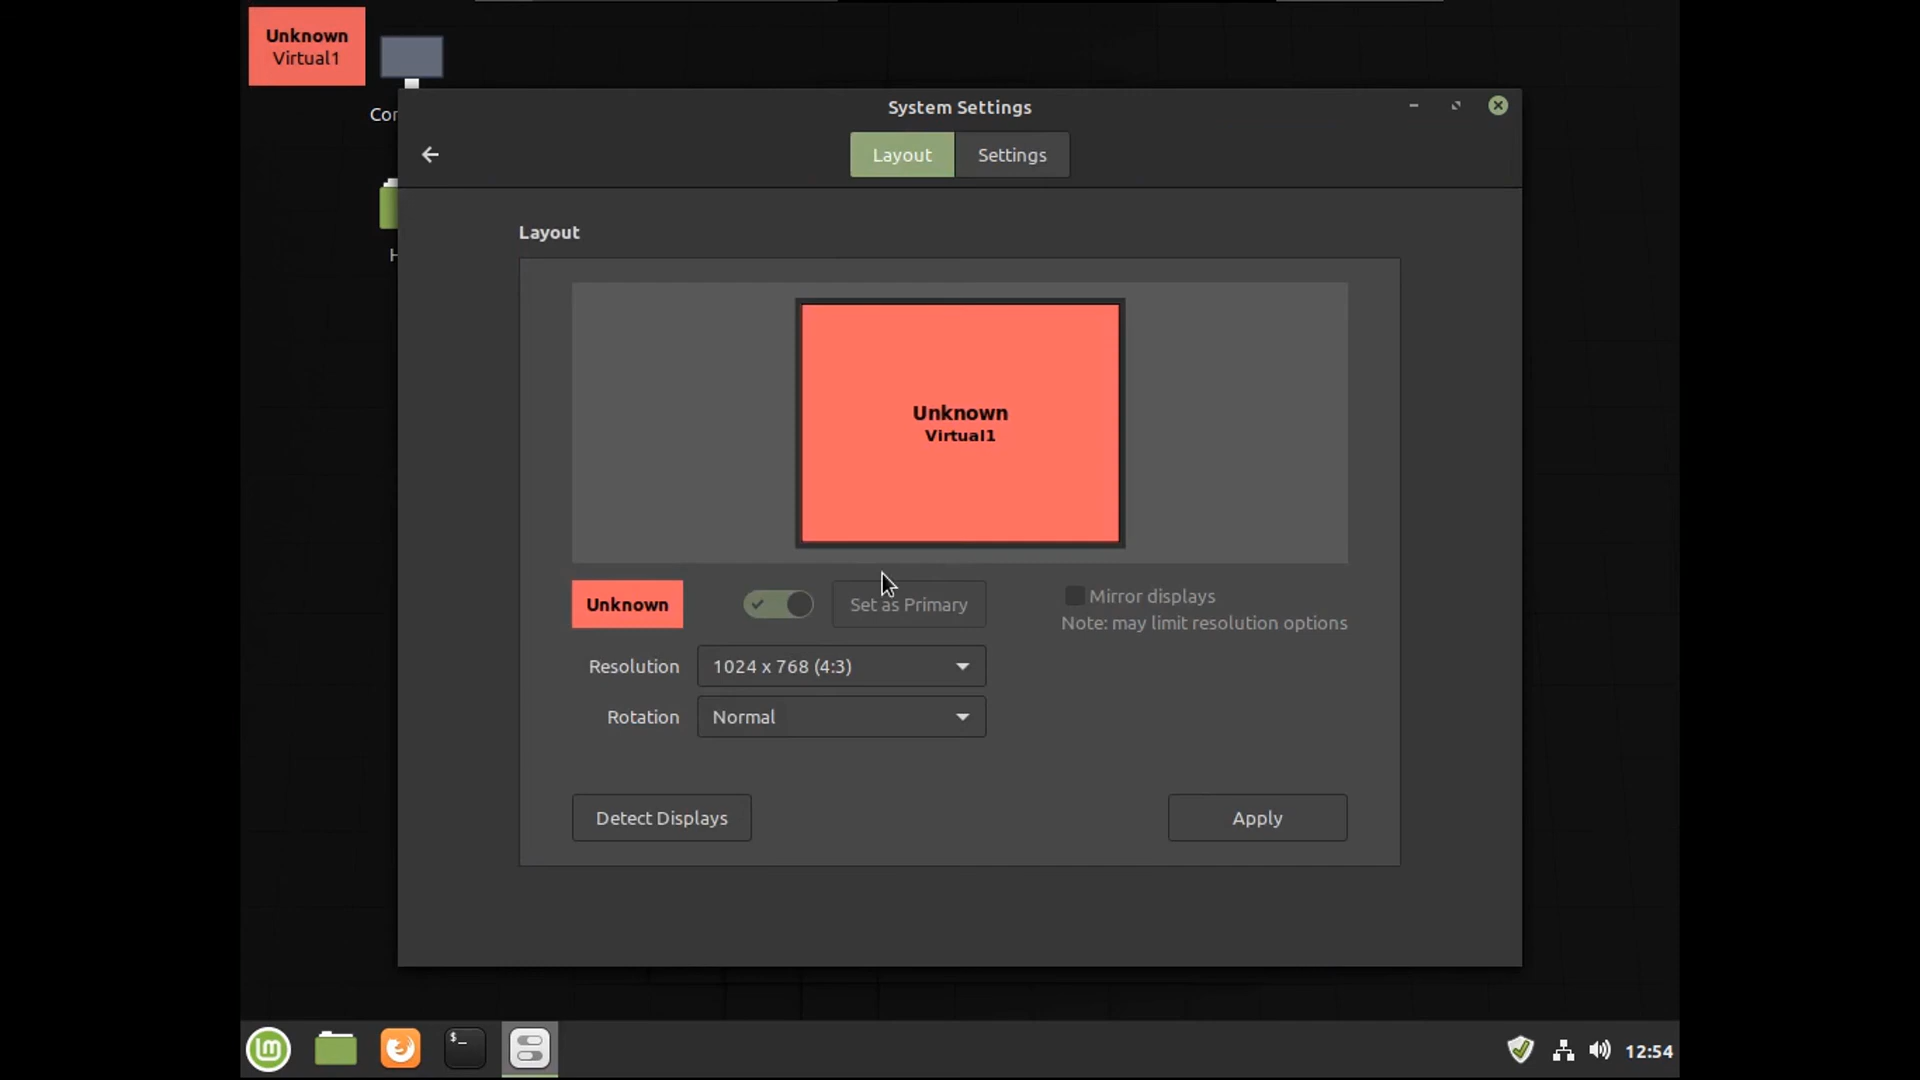 Unknown
Virtual1
Co
H
System Settings
Layout
Settings
Layout
Unknown
Virtual1
Unknown
Set as Primary
Mirror displays
Note: may limit resolution options
Resolution
1024 x 768 (4:3)
Rotation
Normal
Detect Displays
Apply
$_
12:54